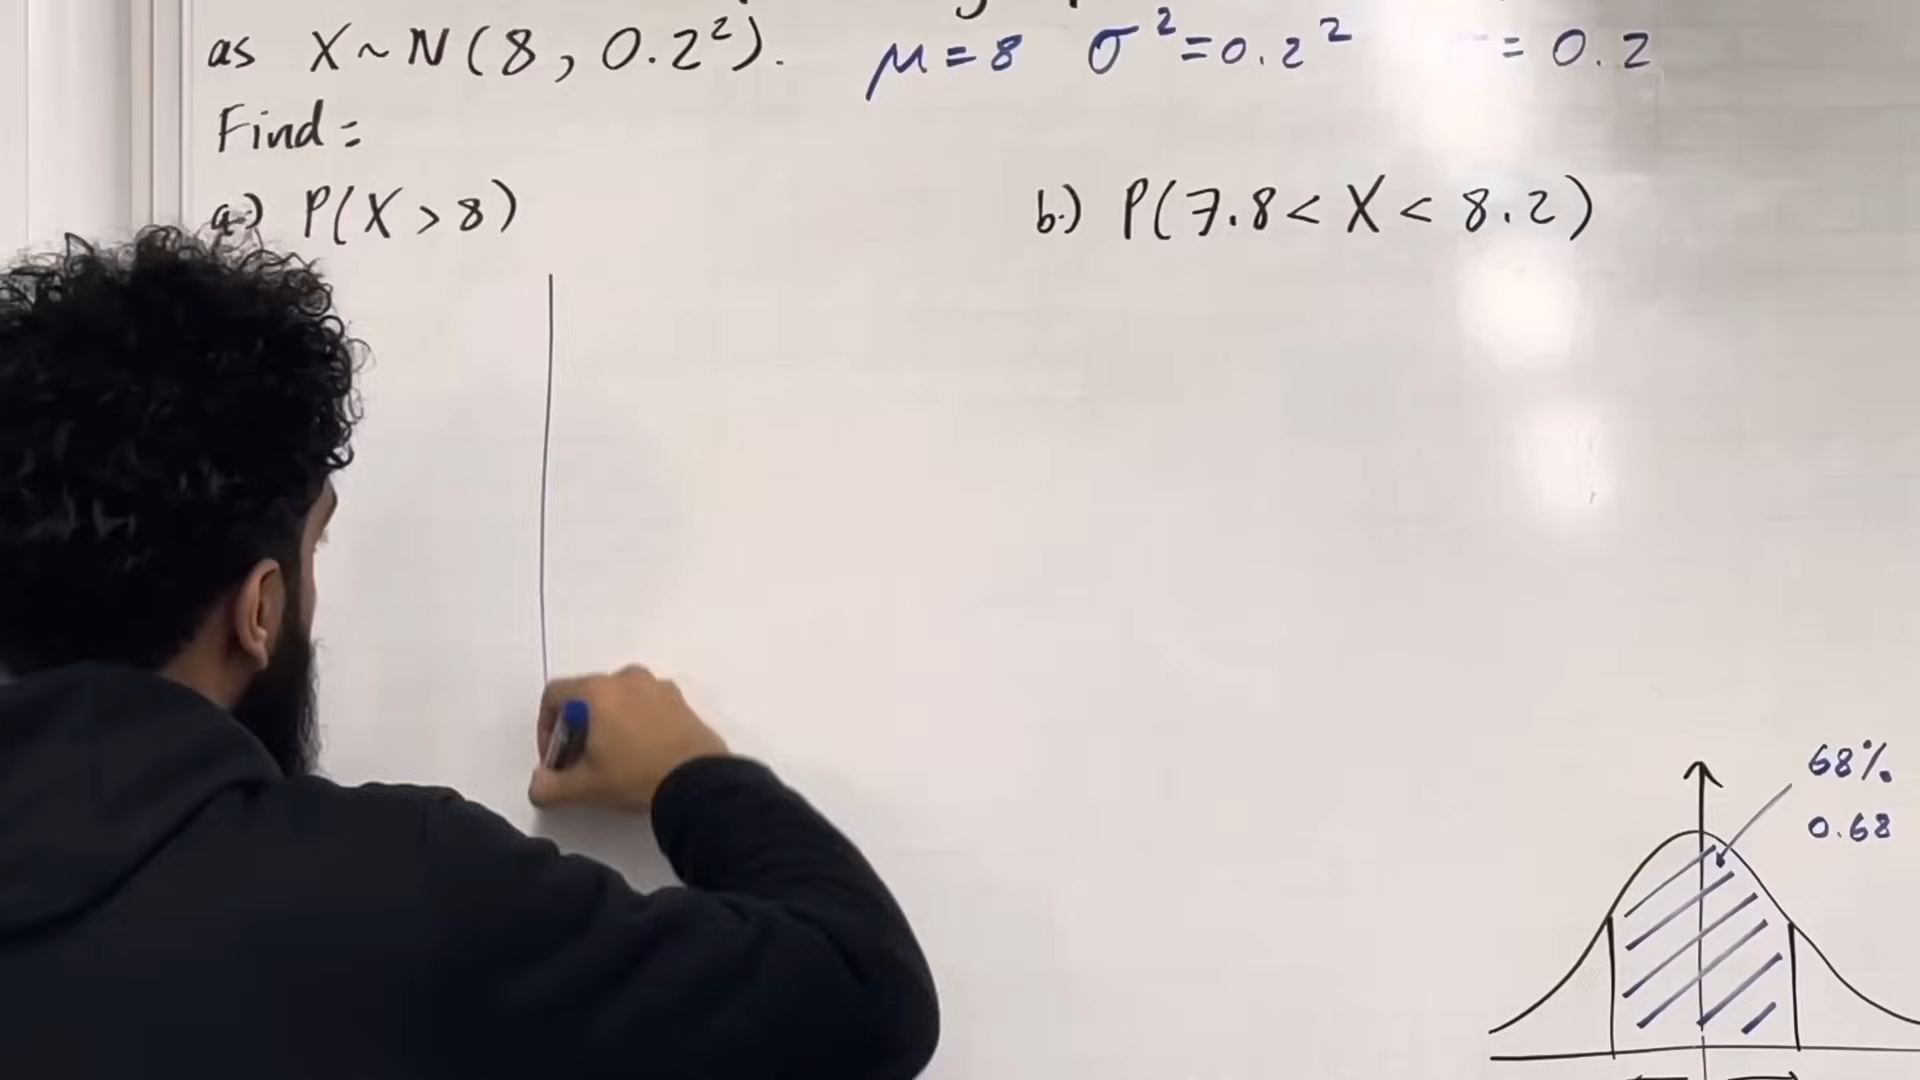 as X ~ N(8, 0.2²). μ = 8 σ² = 0.2² = 0.2
Find =
a.) P(X > 8)
b.) P(7.8 < X < 8.2)
68%
0.68